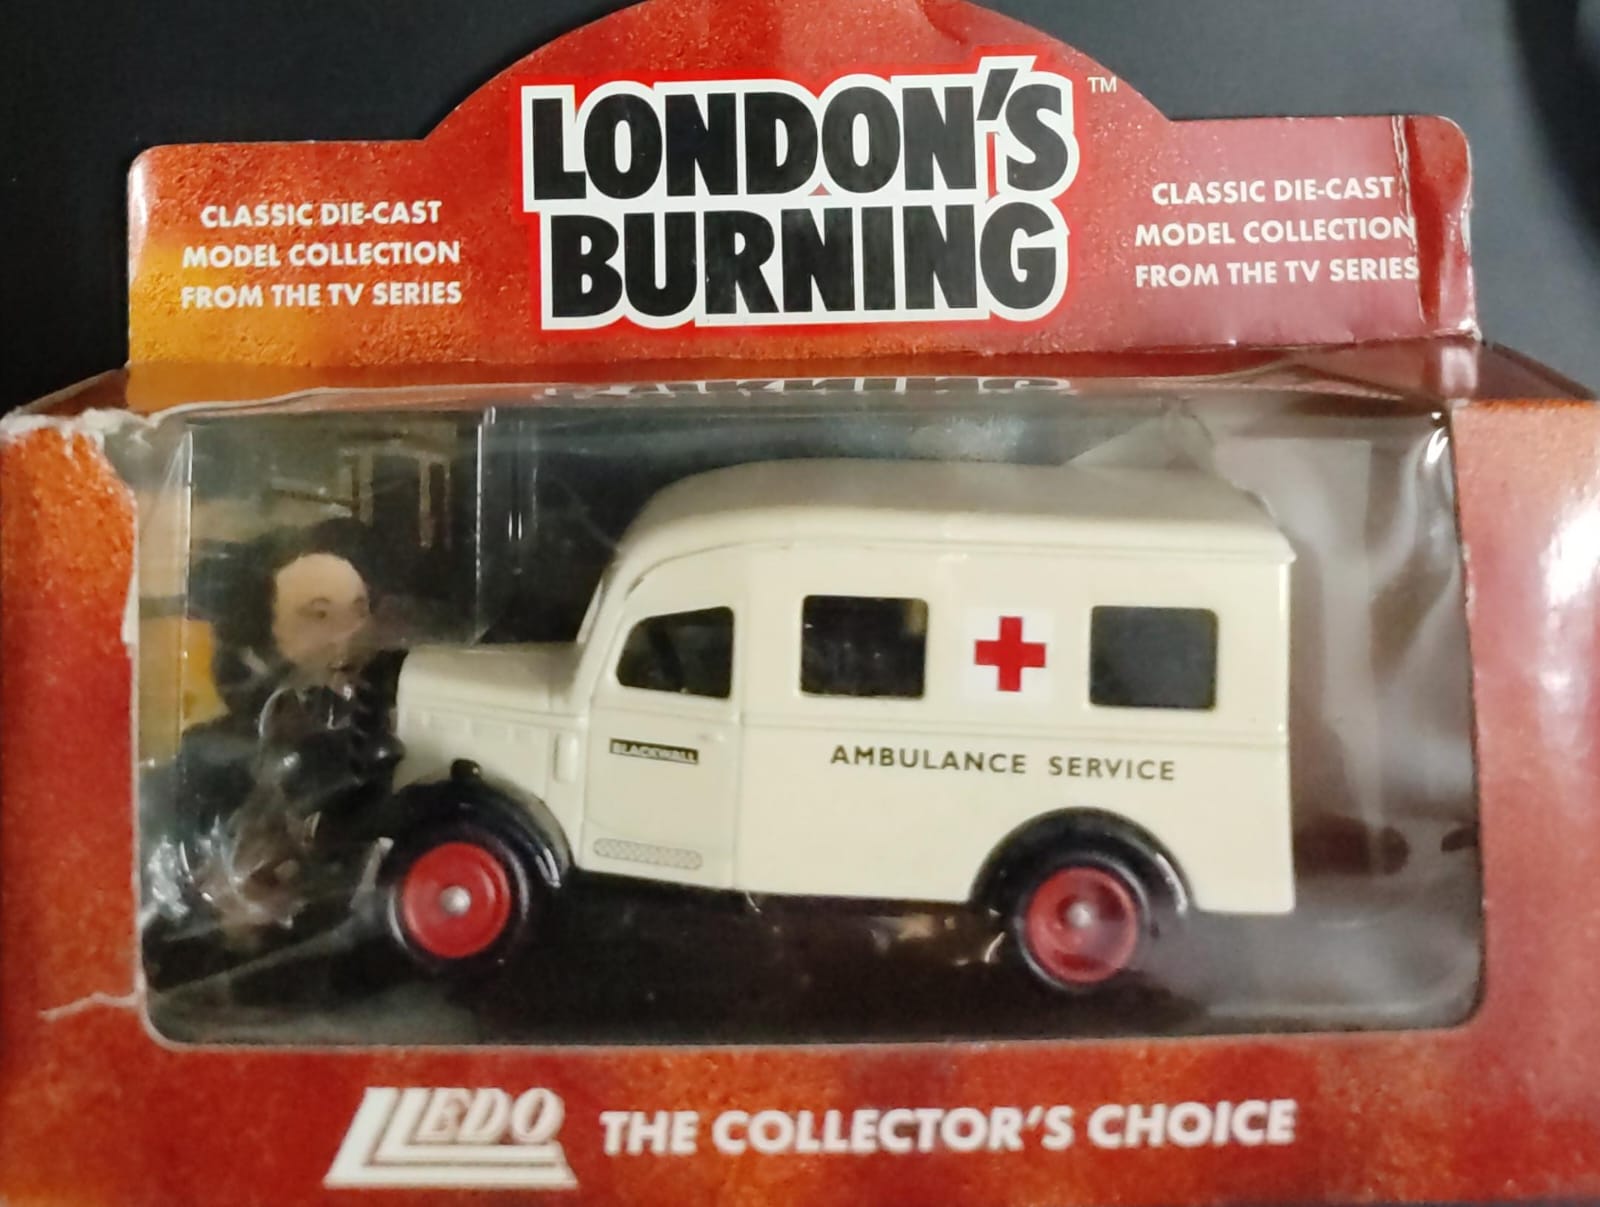 LONDON'S
BURNING
™
CLASSIC DIE-CAST
MODEL COLLECTION
FROM THE TV SERIES
CLASSIC DIE-CAST
MODEL COLLECTION
FROM THE TV SERIES
BLACKWALL
AMBULANCE SERVICE
LLEDO THE COLLECTOR'S CHOICE